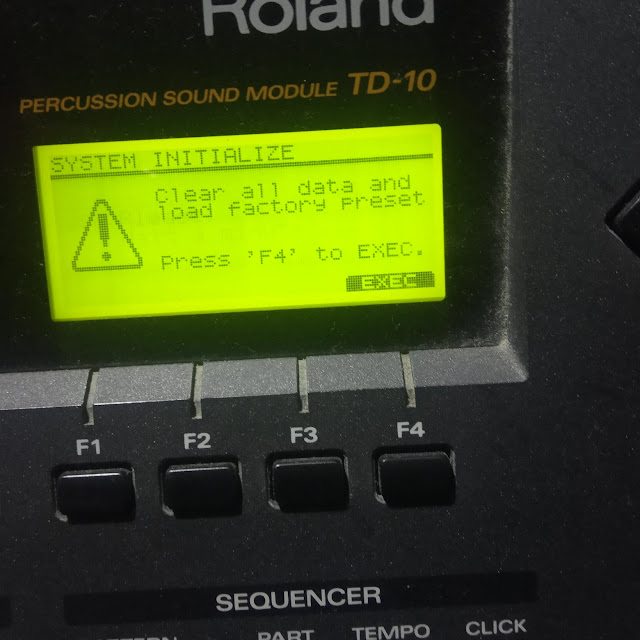 Roland
PERCUSSION SOUND MODULE TD-10
SYSTEM INITIALIZE
Clear all data and
load factory preset
Press 'F4' to EXEC.
EXEC
F1 F2 F3 F4
SEQUENCER
PART TEMPO CLICK